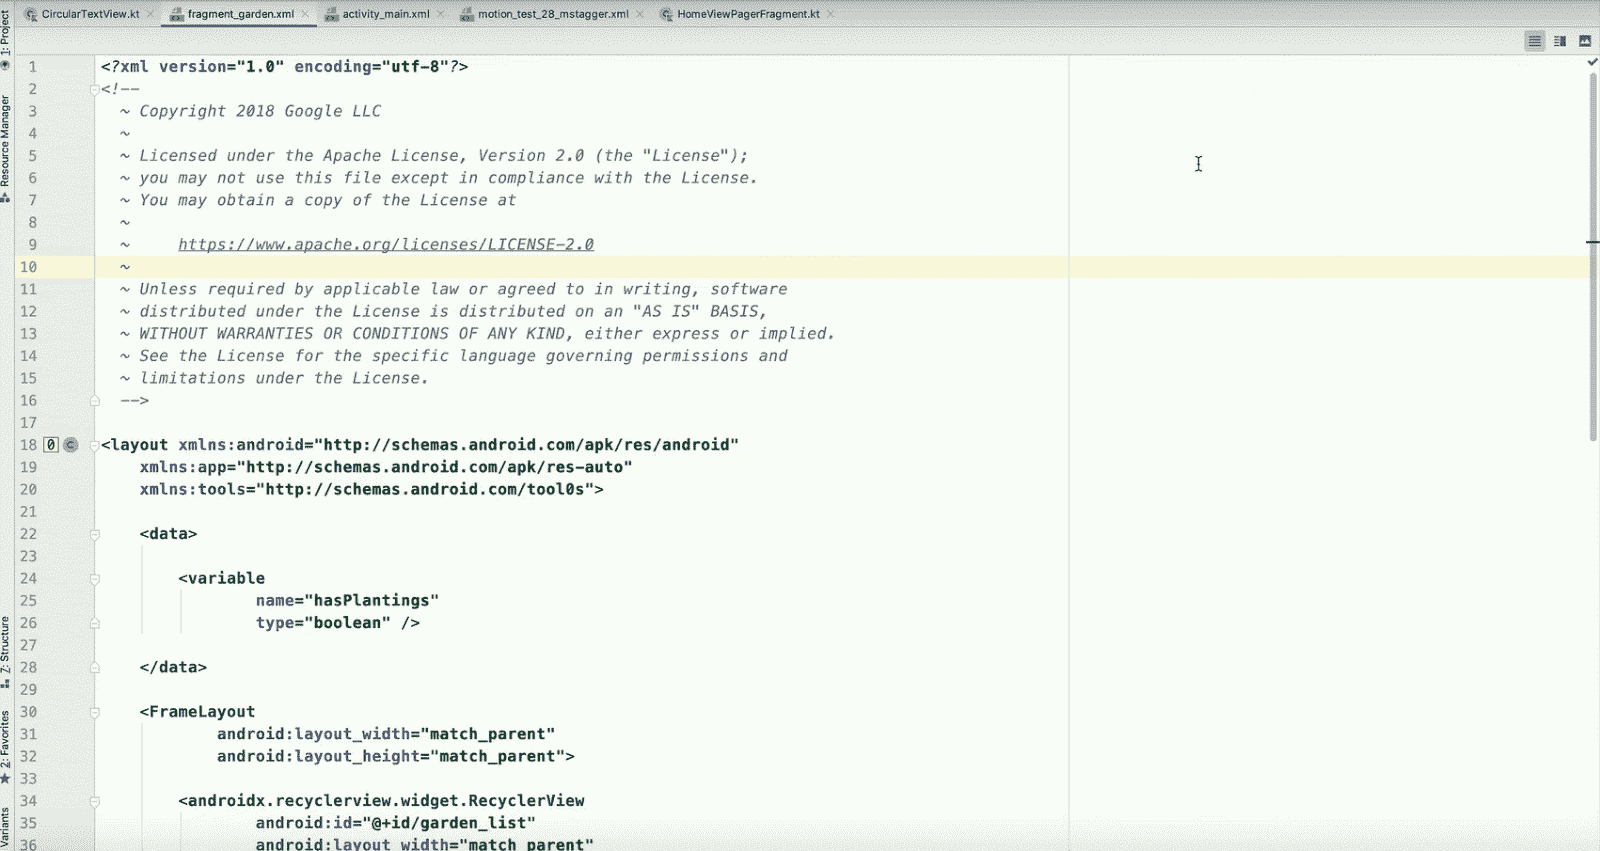 CircularTextView.kt fragment_garden.xml activity_main.xml motion_test_28_mstagger.xml HomeViewPagerFragment.kt
1: Project
Resource Manager
Z: Structure
2: Favorites
Variants
1 <?xml version="1.0" encoding="utf-8"?>
2 <!--
3 ~ Copyright 2018 Google LLC
4 ~
5 ~ Licensed under the Apache License, Version 2.0 (the "License");
6 ~ you may not use this file except in compliance with the License.
7 ~ You may obtain a copy of the License at
8 ~
9 ~ https://www.apache.org/licenses/LICENSE-2.0
10 ~
11 ~ Unless required by applicable law or agreed to in writing, software
12 ~ distributed under the License is distributed on an "AS IS" BASIS,
13 ~ WITHOUT WARRANTIES OR CONDITIONS OF ANY KIND, either express or implied.
14 ~ See the License for the specific language governing permissions and
15 ~ limitations under the License.
16 -->
17
18 0 C <layout xmlns:android="http://schemas.android.com/apk/res/android"
19 xmlns:app="http://schemas.android.com/apk/res-auto"
20 xmlns:tools="http://schemas.android.com/tool0s">
21
22 <data>
23
24 <variable
25 name="hasPlantings"
26 type="boolean" />
27
28 </data>
29
30 <FrameLayout
31 android:layout_width="match_parent"
32 android:layout_height="match_parent">
33
34 <androidx.recyclerview.widget.RecyclerView
35 android:id="@+id/garden_list"
36 android:layout_width="match_parent"